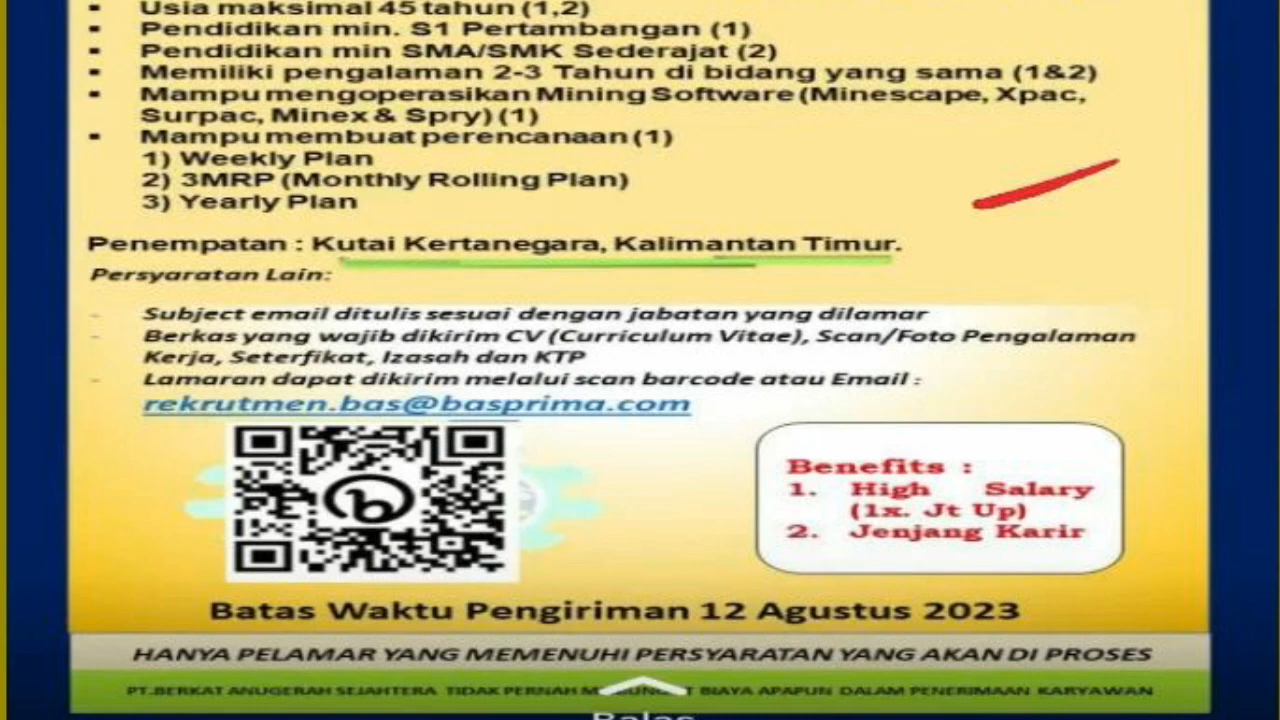 Usia maksimal 45 tahun (1,2)
Pendidikan min. S1 Pertambangan (1)
Pendidikan min SMA/SMK Sederajat (2)
Memiliki pengalaman 2-3 Tahun di bidang yang sama (1&2)
Mampu mengoperasikan Mining Software (Minescape, Xpac,
Surpac, Minex & Spry) (1)
Mampu membuat perencanaan (1)
1) Weekly Plan
2) 3MRP (Monthly Rolling Plan)
3) Yearly Plan
Penempatan : Kutai Kertanegara, Kalimantan Timur.
Persyaratan Lain:
- Subject email ditulis sesuai dengan jabatan yang dilamar
- Berkas yang wajib dikirim CV (Curriculum Vitae), Scan/Foto Pengalaman
Kerja, Seterfikat, Izasah dan KTP
- Lamaran dapat dikirim melalui scan barcode atau Email :
rekrutmen.bas@basprima.com
b
Benefits :
1. High Salary
(1x. Jt Up)
2. Jenjang Karir
Batas Waktu Pengiriman 12 Agustus 2023
HANYA PELAMAR YANG MEMENUHI PERSYARATAN YANG AKAN DI PROSES
PT.BERKAT ANUGERAH SEJAHTERA TIDAK PERNAH BIAYA APAPUN DALAM PENERIMAAN KARYAWAN
Balas